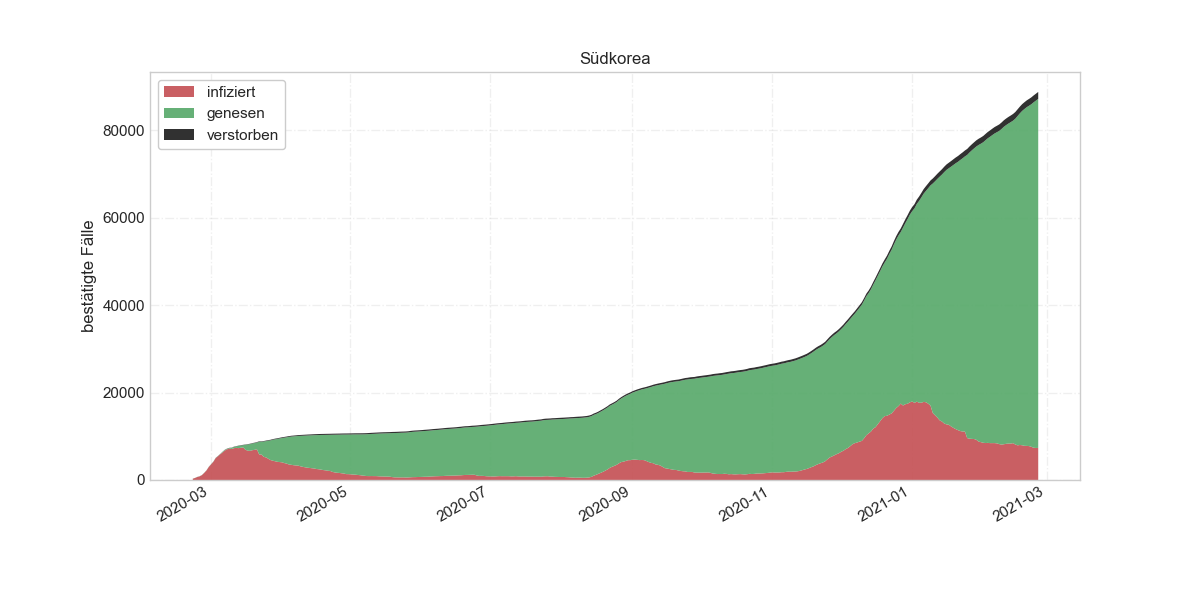 Südkorea
infiziert
genesen
verstorben
bestätigte Fälle
80000
60000
40000
20000
0
2020-03
2020-05
2020-07
2020-09
2020-11
2021-01
2021-03